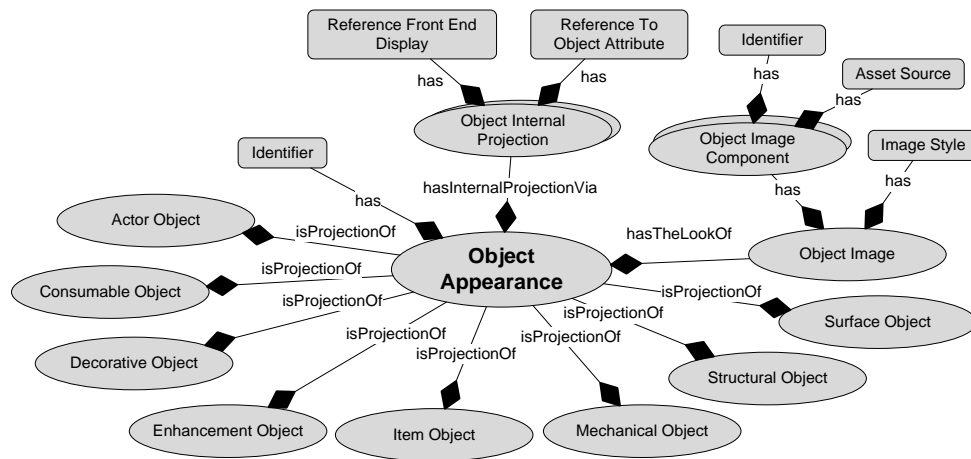 Reference Front End
Display
Reference To
Object Attribute
Identifier
has
has
has
Asset Source
has
Object Internal
Projection
Object Image
Component
Image Style
Identifier
has
hasInternalProjectionVia
has
has
Actor Object
isProjectionOf
Object
Appearance
hasTheLookOf
Object Image
isProjectionOf
Consumable Object
isProjectionOf
isProjectionOf
isProjectionOf
Surface Object
isProjectionOf
isProjectionOf
isProjectionOf
Decorative Object
isProjectionOf
Structural Object
Enhancement Object
Item Object
Mechanical Object